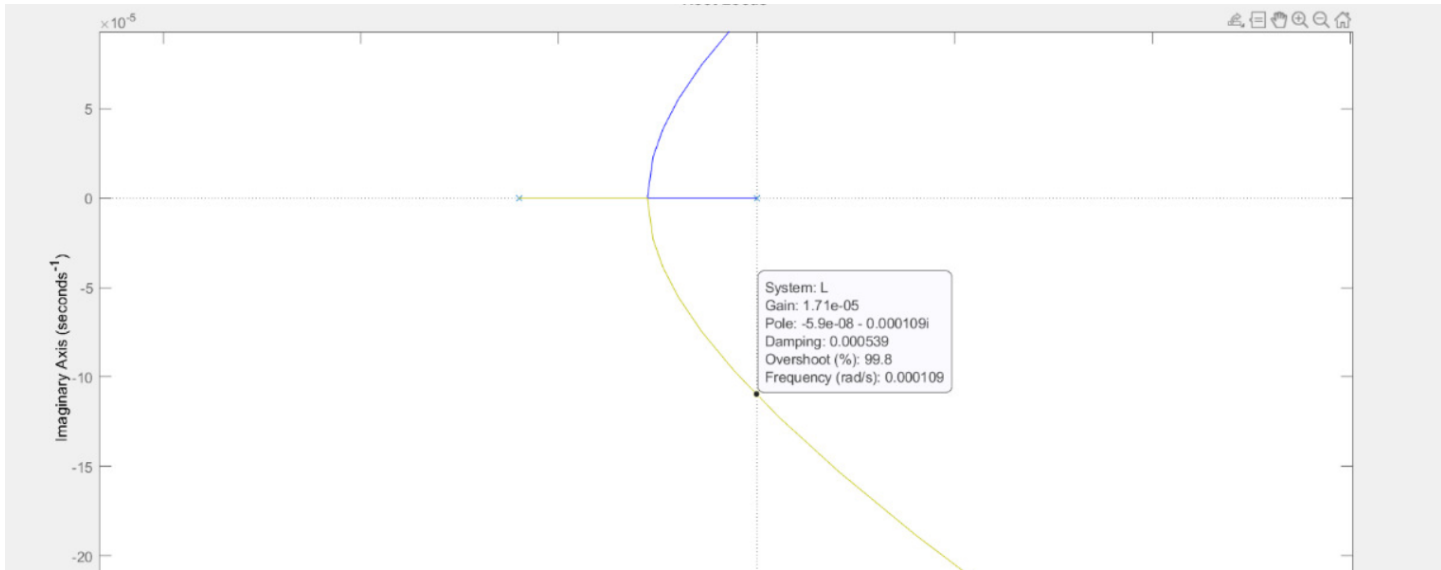 ×10⁻⁵
5
0
-5
-10
-15
-20
Imaginary Axis (seconds⁻¹)
System: L
Gain: 1.71e-05
Pole: -5.9e-08 - 0.000109i
Damping: 0.000539
Overshoot (%): 99.8
Frequency (rad/s): 0.000109